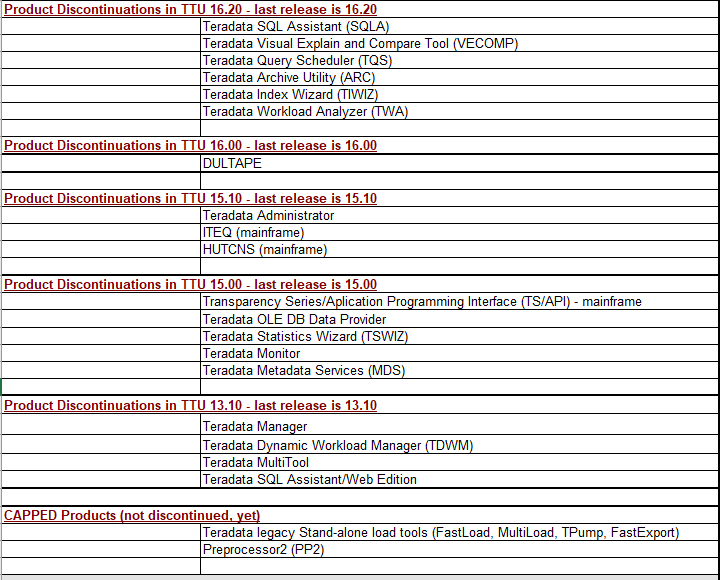 Product Discontinuations in TTU 16.20 - last release is 16.20
Teradata SQL Assistant (SQLA)
Teradata Visual Explain and Compare Tool (VECOMP)
Teradata Query Scheduler (TQS)
Teradata Archive Utility (ARC)
Teradata Index Wizard (TIWIZ)
Teradata Workload Analyzer (TWA)
Product Discontinuations in TTU 16.00 - last release is 16.00
DULTAPE
Product Discontinuations in TTU 15.10 - last release is 15.10
Teradata Administrator
ITEQ (mainframe)
HUTCNS (mainframe)
Product Discontinuations in TTU 15.00 - last release is 15.00
Transparency Series/Aplication Programming Interface (TS/API) - mainframe
Teradata OLE DB Data Provider
Teradata Statistics Wizard (TSWIZ)
Teradata Monitor
Teradata Metadata Services (MDS)
Product Discontinuations in TTU 13.10 - last release is 13.10
Teradata Manager
Teradata Dynamic Workload Manager (TDWM)
Teradata MultiTool
Teradata SQL Assistant/Web Edition
CAPPED Products (not discontinued, yet)
Teradata legacy Stand-alone load tools (FastLoad, MultiLoad, TPump, FastExport)
Preprocessor2 (PP2)